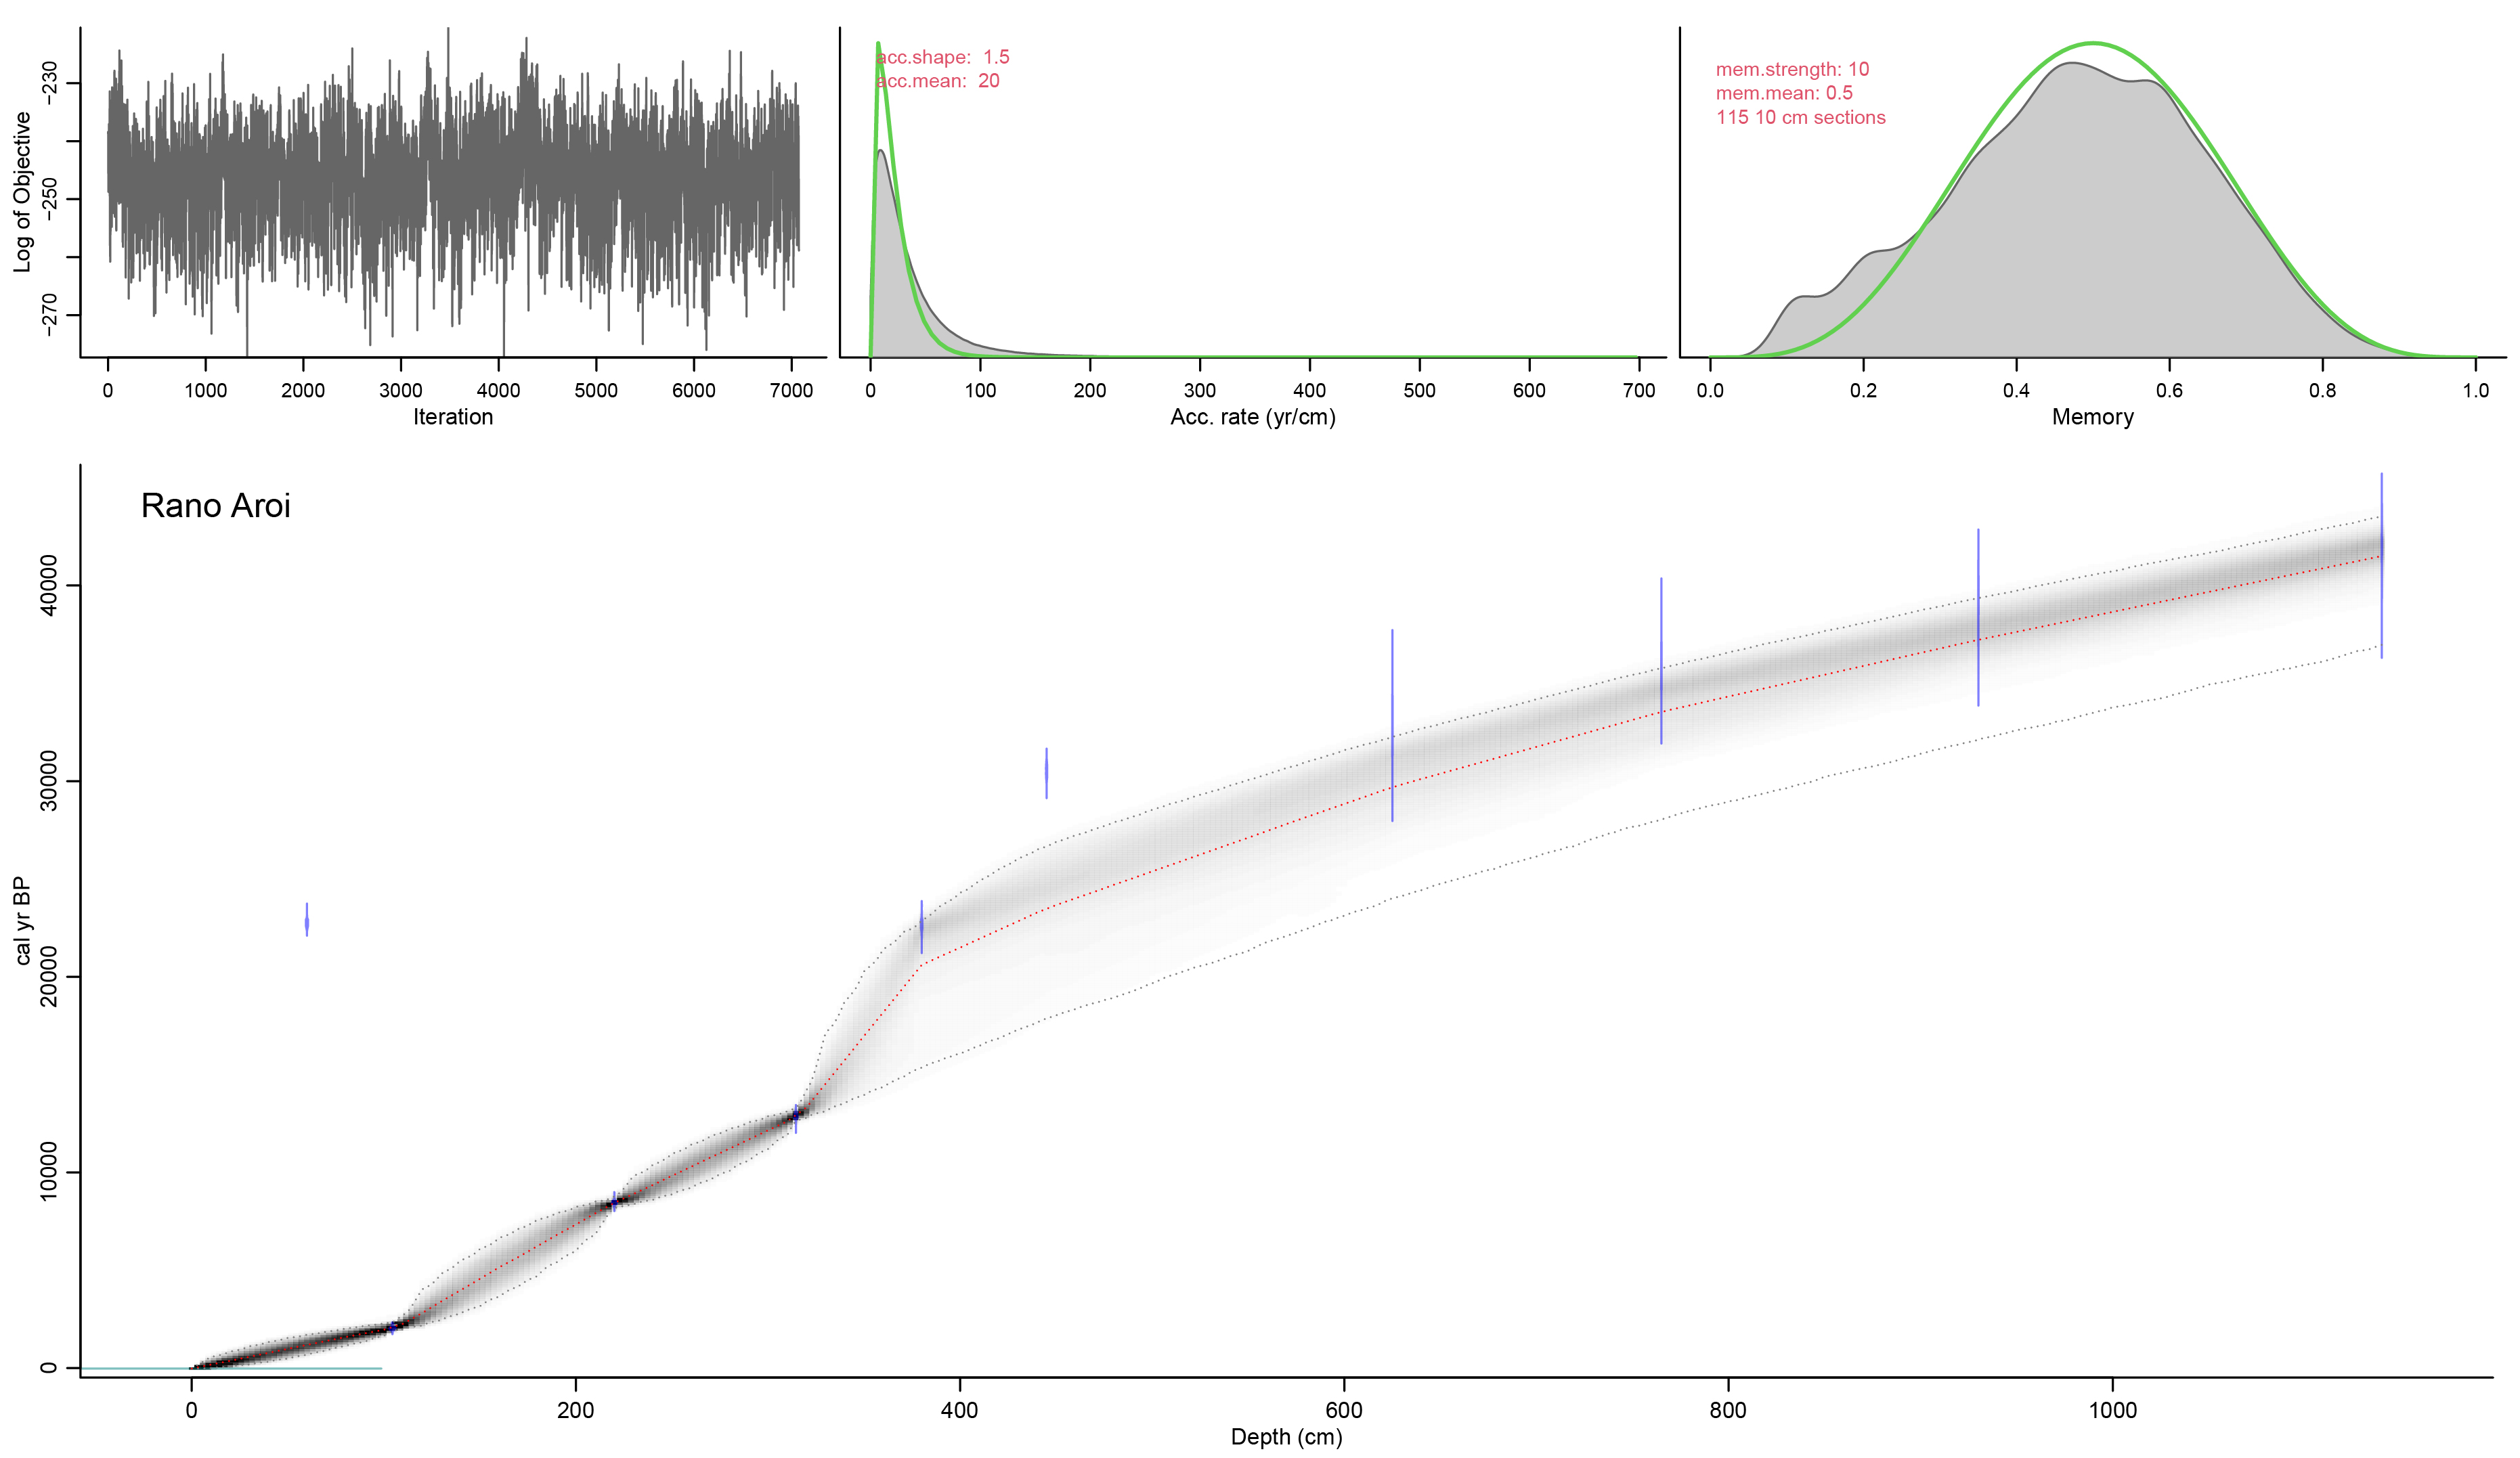 Log of Objective
−230
−250
−270
0 1000 2000 3000 4000 5000 6000 7000
Iteration
acc.shape: 1.5
acc.mean: 20
0 100 200 300 400 500 600 700
Acc. rate (yr/cm)
mem.strength: 10
mem.mean: 0.5
115 10 cm sections
0.0 0.2 0.4 0.6 0.8 1.0
Memory
Rano Aroi
cal yr BP
40000
30000
20000
10000
0
0 200 400 600 800 1000
Depth (cm)